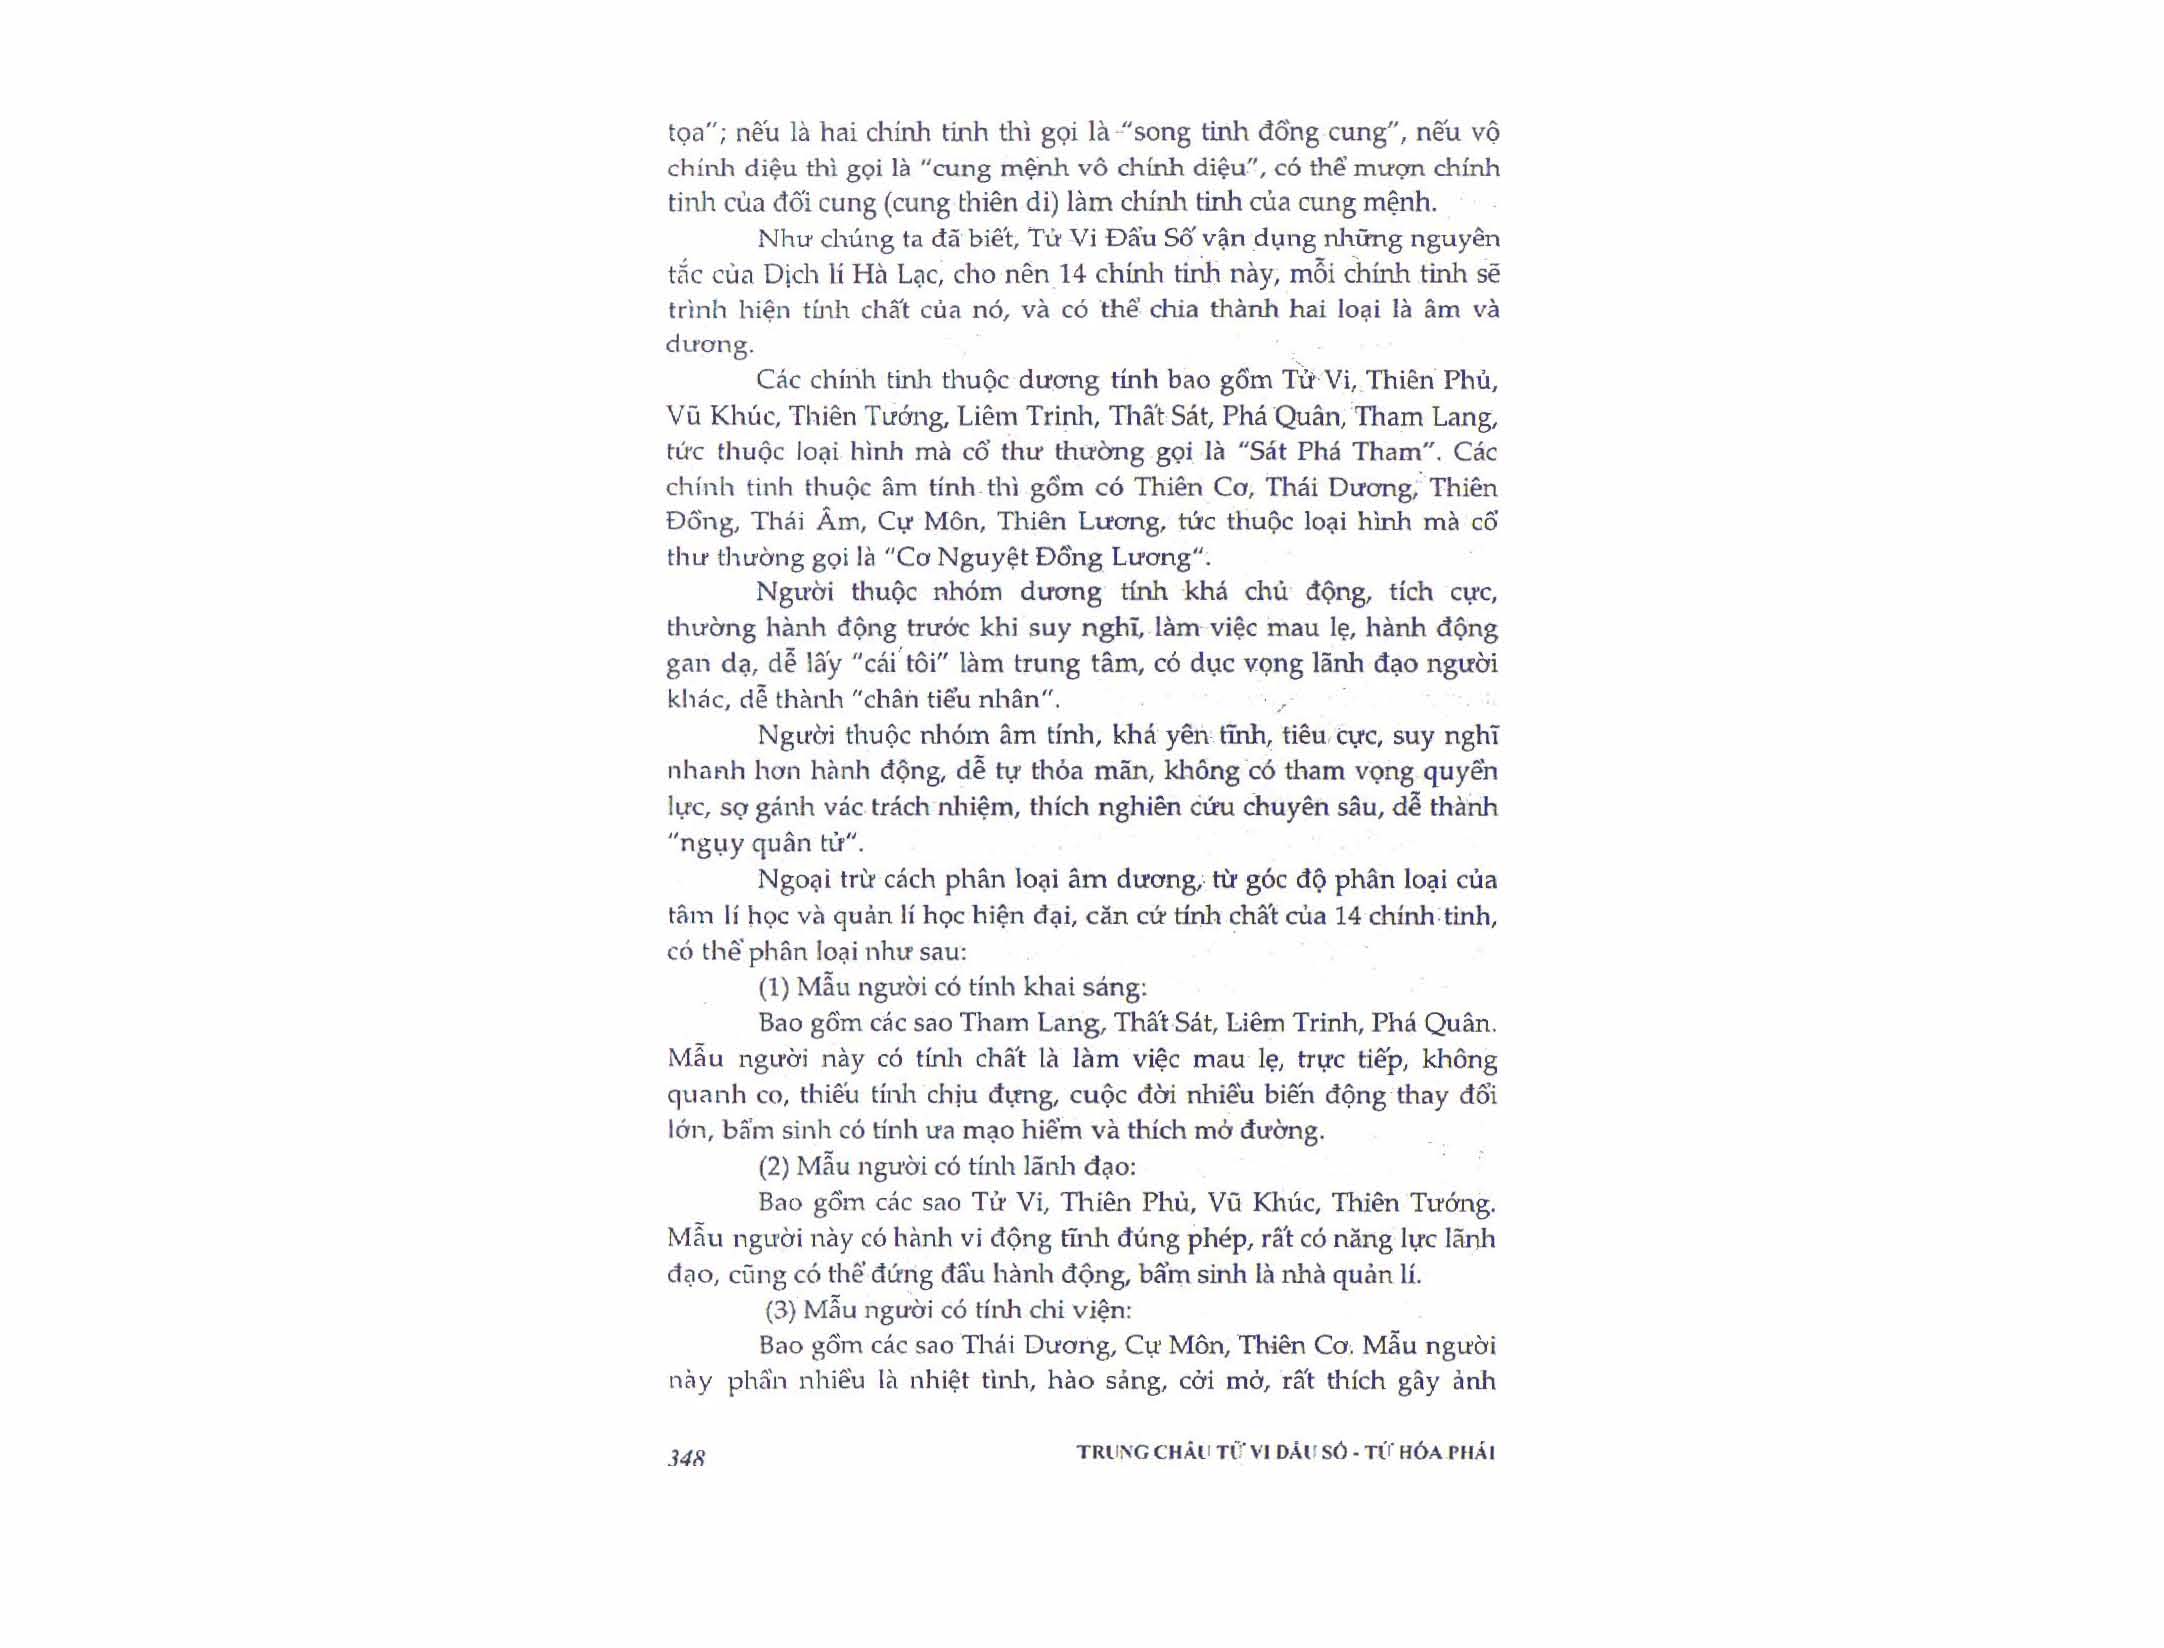 tọa"; nếu là hai chính tinh thì gọi là "song tinh đồng cung", nếu vô
chính diệu thì gọi là "cung mệnh vô chính diệu", có thể mượn chính
tinh của đối cung (cung thiên di) làm chính tinh của cung mệnh.
Như chúng ta đã biết, Tử Vi Đẩu Số vận dụng những nguyên
tắc của Dịch lí Hà Lạc, cho nên 14 chính tinh này, mỗi chính tinh sẽ
trình hiện tính chất của nó, và có thể chia thành hai loại là âm và
dương.
Các chính tinh thuộc dương tính bao gồm Tử Vi, Thiên Phủ,
Vũ Khúc, Thiên Tướng, Liêm Trinh, Thất Sát, Phá Quân, Tham Lang,
tức thuộc loại hình mà cổ thư thường gọi là "Sát Phá Tham". Các
chính tinh thuộc âm tính thì gồm có Thiên Cơ, Thái Dương, Thiên
Đồng, Thái Âm, Cự Môn, Thiên Lương, tức thuộc loại hình mà cổ
thư thường gọi là "Cơ Nguyệt Đồng Lương".
Người thuộc nhóm dương tính khá chủ động, tích cực,
thường hành động trước khi suy nghĩ, làm việc mau lẹ, hành động
gan dạ, dễ lấy "cái tôi" làm trung tâm, có dục vọng lãnh đạo người
khác, dễ thành "chân tiểu nhân".
Người thuộc nhóm âm tính, khá yên tĩnh, tiêu cực, suy nghĩ
nhanh hơn hành động, dễ tự thỏa mãn, không có tham vọng quyền
lực, sợ gánh vác trách nhiệm, thích nghiên cứu chuyên sâu, dễ thành
"ngụy quân tử".
Ngoại trừ cách phân loại âm dương, từ góc độ phân loại của
tâm lí học và quản lí học hiện đại, căn cứ tính chất của 14 chính tinh,
có thể phân loại như sau:
(1) Mẫu người có tính khai sáng:
Bao gồm các sao Tham Lang, Thất Sát, Liêm Trinh, Phá Quân.
Mẫu người này có tính chất là làm việc mau lẹ, trực tiếp, không
quanh co, thiếu tính chịu đựng, cuộc đời nhiều biến động thay đổi
lớn, bẩm sinh có tính ưa mạo hiểm và thích mở đường.
(2) Mẫu người có tính lãnh đạo:
Bao gồm các sao Tử Vi, Thiên Phủ, Vũ Khúc, Thiên Tướng.
Mẫu người này có hành vi động tĩnh đúng phép, rất có năng lực lãnh
đạo, cũng có thể đứng đầu hành động, bẩm sinh là nhà quản lí.
(3) Mẫu người có tính chi viện:
Bao gồm các sao Thái Dương, Cự Môn, Thiên Cơ. Mẫu người
này phần nhiều là nhiệt tình, hào sảng, cởi mở, rất thích gây ảnh
348
TRUNG CHÂU TỬ VI ĐẨU SỐ - TỨ HÓA PHÁI